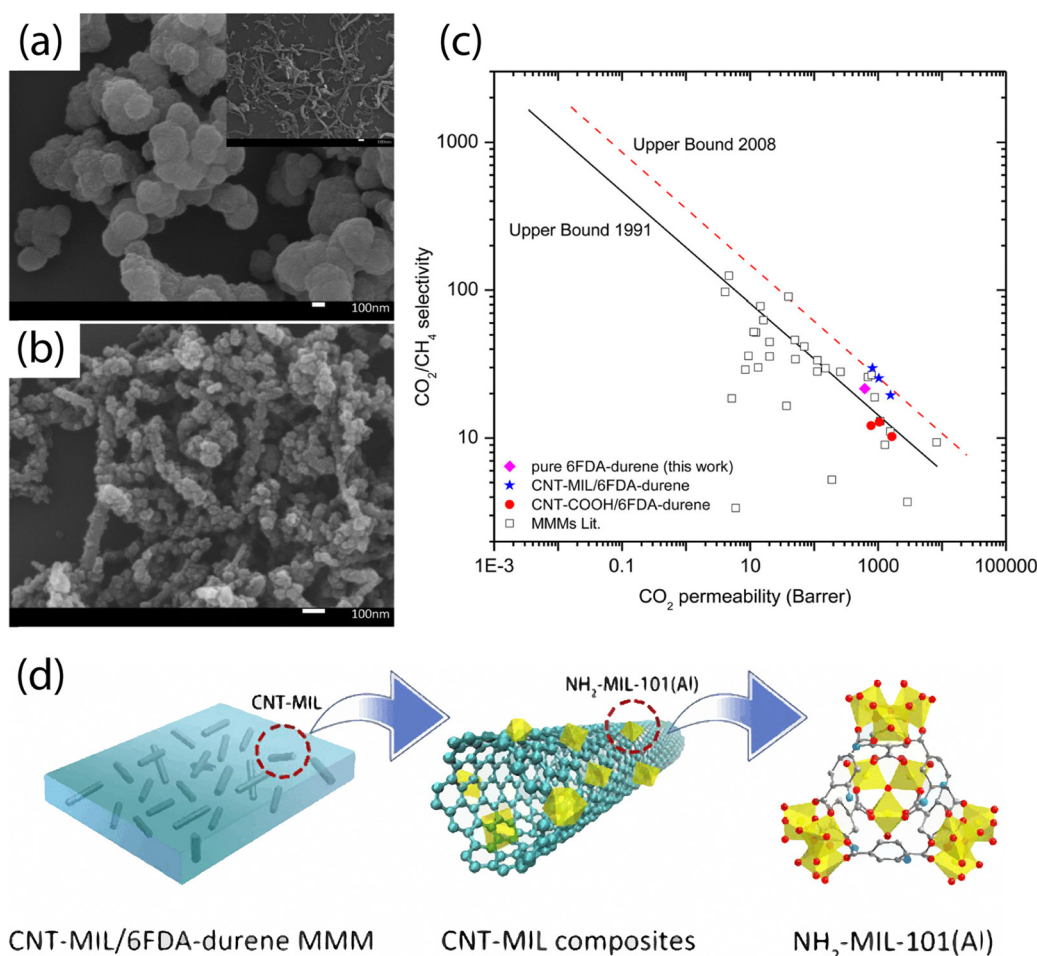 (a)
100nm
100nm
(b)
100nm
(c)
CO₂/CH₄ selectivity
1000
100
10
Upper Bound 2008
Upper Bound 1991
pure 6FDA-durene (this work)
CNT-MIL/6FDA-durene
CNT-COOH/6FDA-durene
MMMs Lit.
1E-3 0.1 10 1000 100000
CO₂ permeability (Barrer)
(d)
CNT-MIL
NH₂-MIL-101(Al)
CNT-MIL/6FDA-durene MMM
CNT-MIL composites
NH₂-MIL-101(Al)